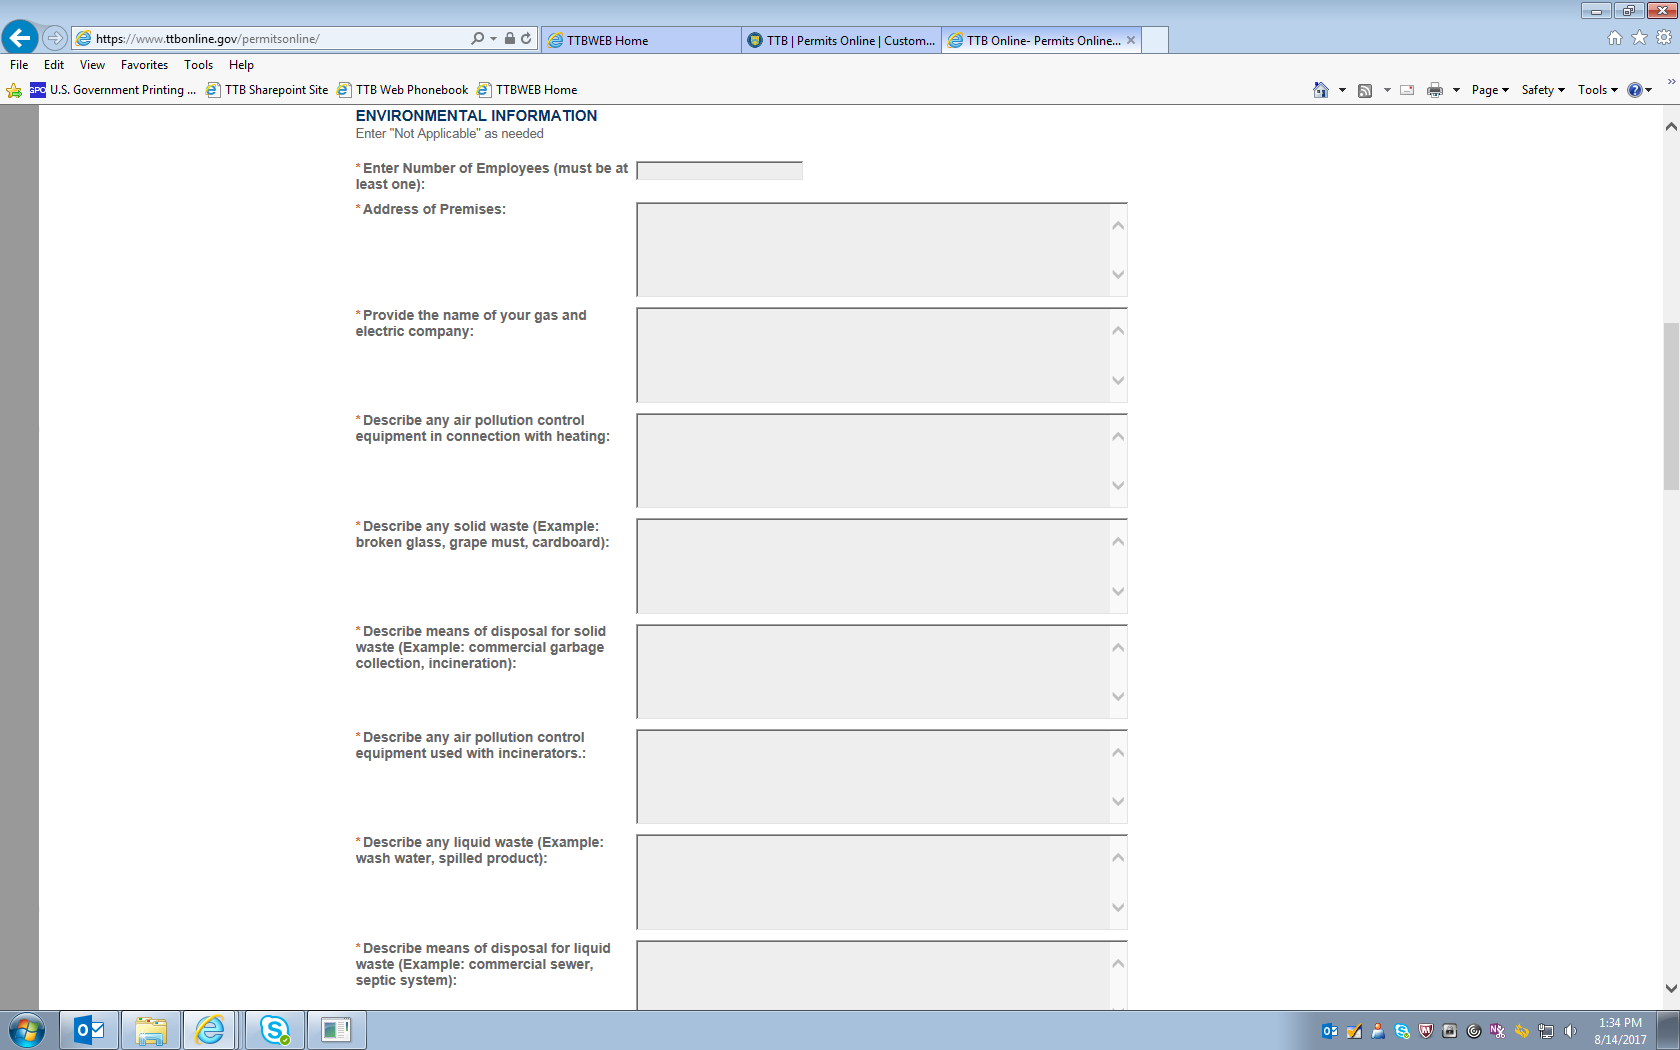 https://www.ttbonline.gov/permitsonline/
TTBWEB Home
TTB | Permits Online | Custom...
TTB Online- Permits Online...
File Edit View Favorites Tools Help
GPO U.S. Government Printing ... TTB Sharepoint Site TTB Web Phonebook TTBWEB Home
Page Safety Tools
ENVIRONMENTAL INFORMATION
Enter "Not Applicable" as needed
* Enter Number of Employees (must be at
least one):
* Address of Premises:
* Provide the name of your gas and
electric company:
* Describe any air pollution control
equipment in connection with heating:
* Describe any solid waste (Example:
broken glass, grape must, cardboard):
* Describe means of disposal for solid
waste (Example: commercial garbage
collection, incineration):
* Describe any air pollution control
equipment used with incinerators.:
* Describe any liquid waste (Example:
wash water, spilled product):
* Describe means of disposal for liquid
waste (Example: commercial sewer,
septic system):
1:34 PM
8/14/2017